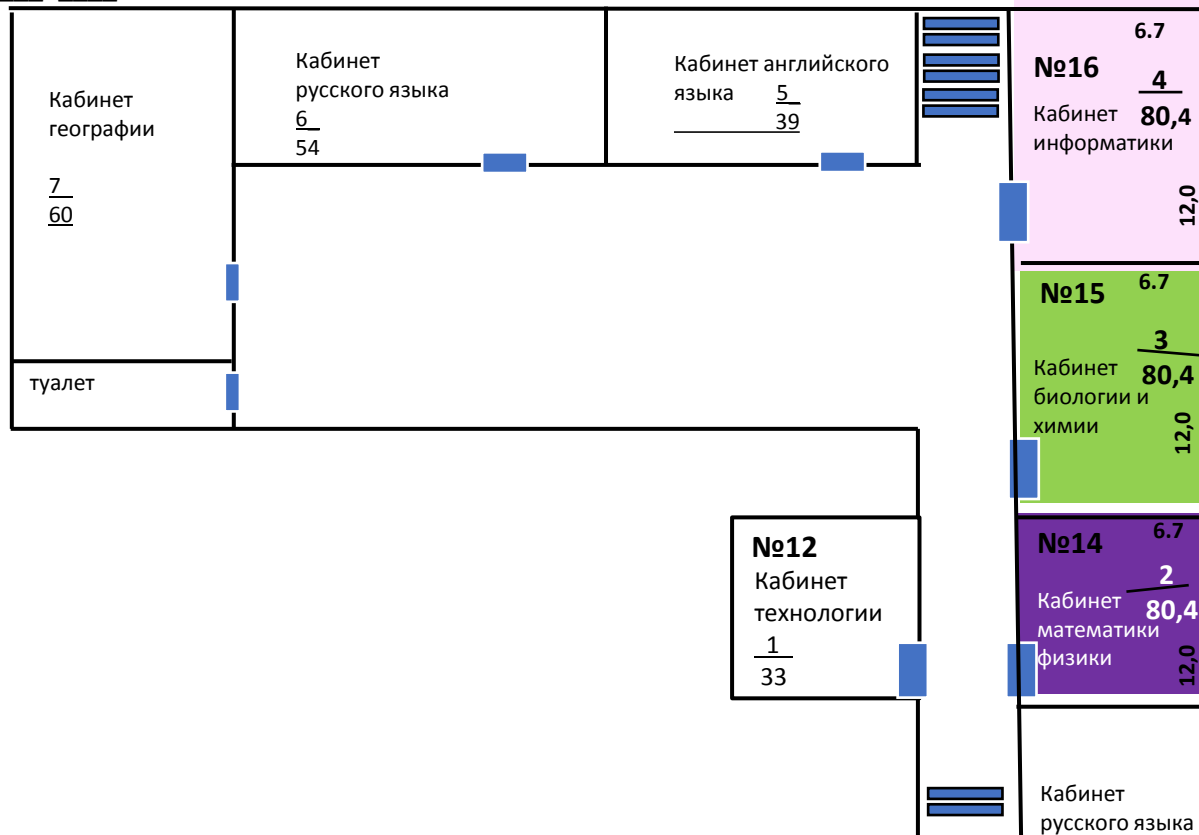 Кабинет
географии
7
60
туалет
Кабинет
русского языка
6
54
Кабинет английского
языка 5
39
6.7
№16
4
Кабинет 80,4
информатики
12,0
№15 6.7
3
Кабинет 80,4
биологии и
химии
12,0
№12
Кабинет
технологии
1
33
№14 6.7
2
Кабинет 80,4
математики
физики
12,0
Кабинет
русского языка